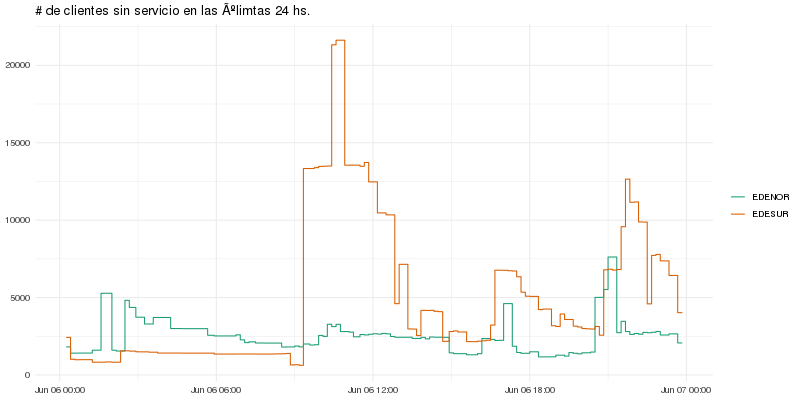 # de clientes sin servicio en las Ãºlimtas 24 hs.
20000
15000
10000
5000
0
Jun 06 00:00
Jun 06 06:00
Jun 06 12:00
Jun 06 18:00
Jun 07 00:00
EDENOR
EDESUR